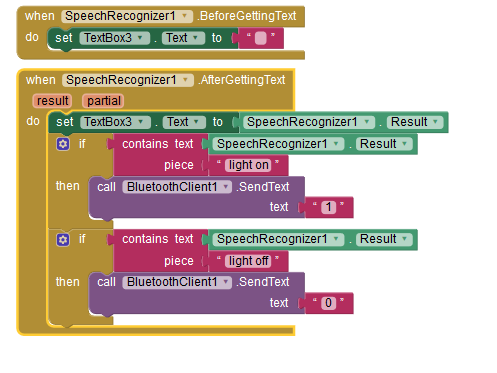 when SpeechRecognizer1 .BeforeGettingText
do set TextBox3 . Text to “ ”
when SpeechRecognizer1 .AfterGettingText
result partial
do set TextBox3 . Text to SpeechRecognizer1 . Result
if contains text SpeechRecognizer1 . Result
piece “ light on ”
then call BluetoothClient1 .SendText
text “ 1 ”
if contains text SpeechRecognizer1 . Result
piece “ light off ”
then call BluetoothClient1 .SendText
text “ 0 ”